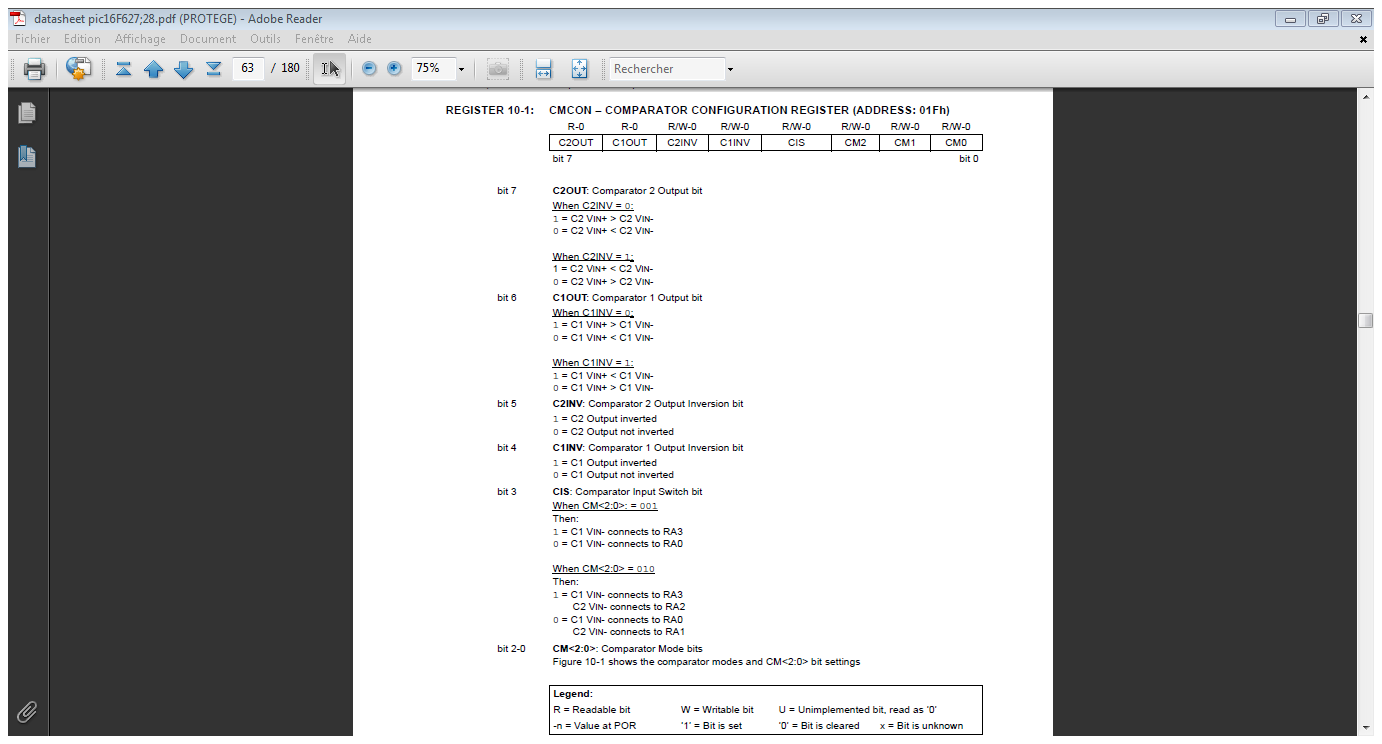 datasheet pic16F627;28.pdf (PROTEGE) - Adobe Reader
Fichier Edition Affichage Document Outils Fenêtre Aide
63 / 180 75% Rechercher
REGISTER 10-1: CMCON – COMPARATOR CONFIGURATION REGISTER (ADDRESS: 01Fh)
R-0 R-0 R/W-0 R/W-0 R/W-0 R/W-0 R/W-0 R/W-0
C2OUT C1OUT C2INV C1INV CIS CM2 CM1 CM0
bit 7 bit 0
bit 7 C2OUT: Comparator 2 Output bit
When C2INV = 0:
1 = C2 VIN+ > C2 VIN-
0 = C2 VIN+ < C2 VIN-
When C2INV = 1:
1 = C2 VIN+ < C2 VIN-
0 = C2 VIN+ > C2 VIN-
bit 6 C1OUT: Comparator 1 Output bit
When C1INV = 0:
1 = C1 VIN+ > C1 VIN-
0 = C1 VIN+ < C1 VIN-
When C1INV = 1:
1 = C1 VIN+ < C1 VIN-
0 = C1 VIN+ > C1 VIN-
bit 5 C2INV: Comparator 2 Output Inversion bit
1 = C2 Output inverted
0 = C2 Output not inverted
bit 4 C1INV: Comparator 1 Output Inversion bit
1 = C1 Output inverted
0 = C1 Output not inverted
bit 3 CIS: Comparator Input Switch bit
When CM<2:0>: = 001
Then:
1 = C1 VIN- connects to RA3
0 = C1 VIN- connects to RA0
When CM<2:0> = 010
Then:
1 = C1 VIN- connects to RA3
C2 VIN- connects to RA2
0 = C1 VIN- connects to RA0
C2 VIN- connects to RA1
bit 2-0 CM<2:0>: Comparator Mode bits
Figure 10-1 shows the comparator modes and CM<2:0> bit settings
Legend:
R = Readable bit W = Writable bit U = Unimplemented bit, read as '0'
-n = Value at POR '1' = Bit is set '0' = Bit is cleared x = Bit is unknown